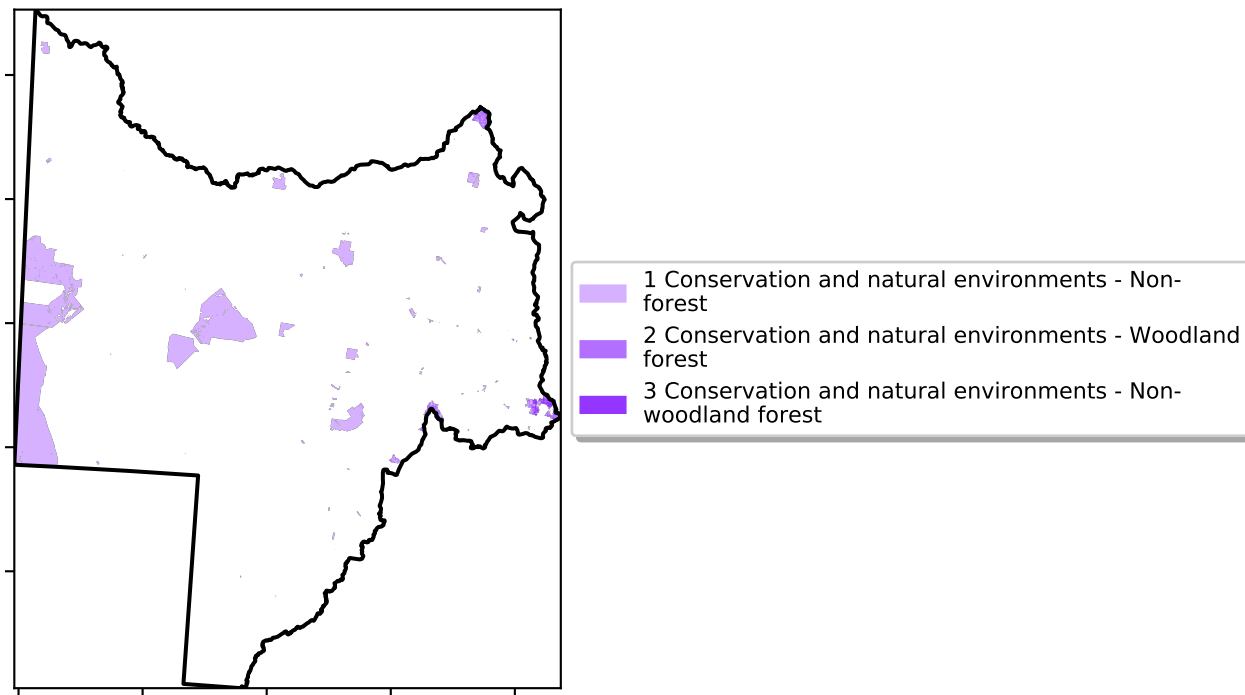 1 Conservation and natural environments - Non-
forest
2 Conservation and natural environments - Woodland
forest
3 Conservation and natural environments - Non-
woodland forest